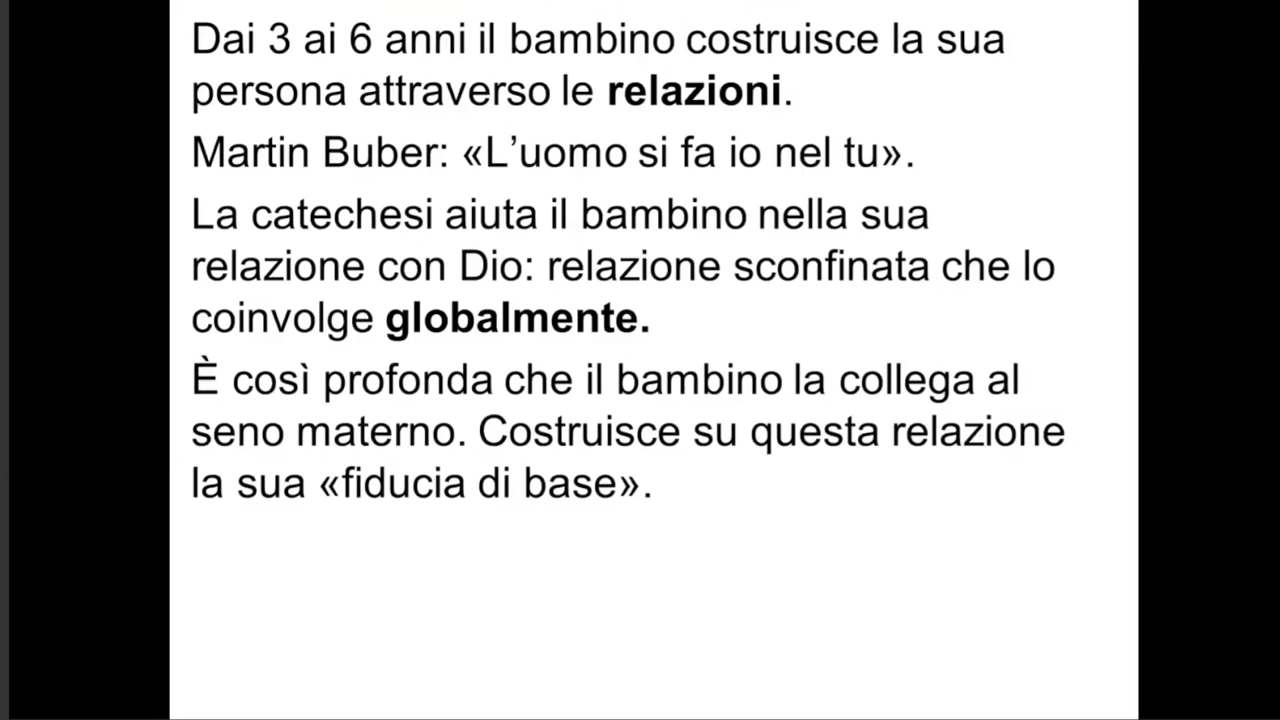 Dai 3 ai 6 anni il bambino costruisce la sua
persona attraverso le relazioni.
Martin Buber: «L’uomo si fa io nel tu».
La catechesi aiuta il bambino nella sua
relazione con Dio: relazione sconfinata che lo
coinvolge globalmente.
È così profonda che il bambino la collega al
seno materno. Costruisce su questa relazione
la sua «fiducia di base».